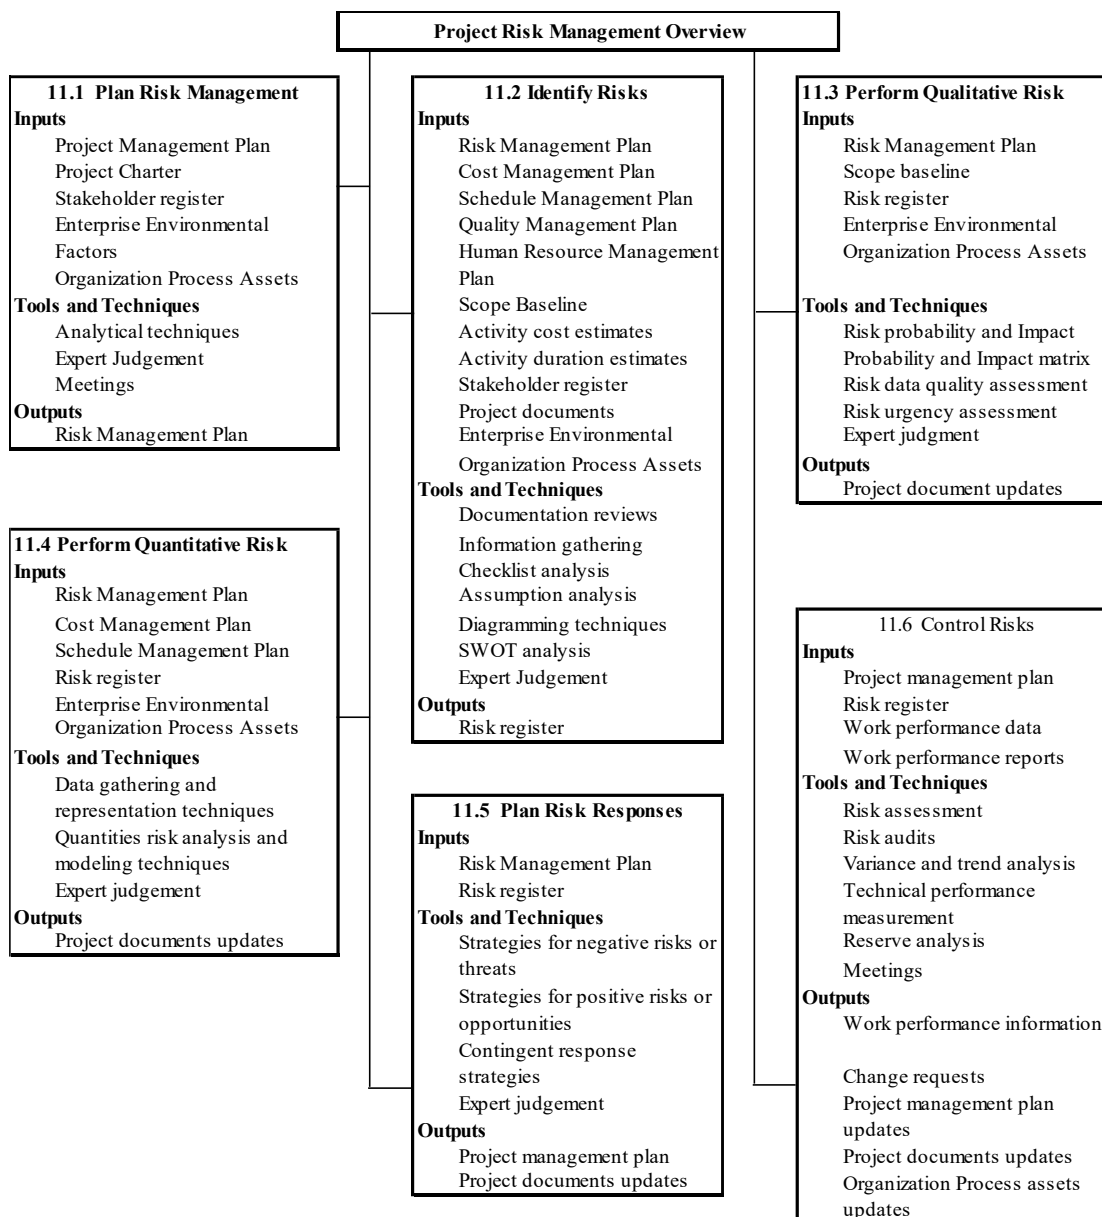 Project Risk Management Overview
11.1 Plan Risk Management
Inputs
Project Management Plan
Project Charter
Stakeholder register
Enterprise Environmental
Factors
Organization Process Assets
Tools and Techniques
Analytical techniques
Expert Judgement
Meetings
Outputs
Risk Management Plan
11.2 Identify Risks
Inputs
Risk Management Plan
Cost Management Plan
Schedule Management Plan
Quality Management Plan
Human Resource Management
Plan
Scope Baseline
Activity cost estimates
Activity duration estimates
Stakeholder register
Project documents
Enterprise Environmental
Organization Process Assets
Tools and Techniques
Documentation reviews
Information gathering
Checklist analysis
Assumption analysis
Diagramming techniques
SWOT analysis
Expert Judgement
Outputs
Risk register
11.3 Perform Qualitative Risk
Inputs
Risk Management Plan
Scope baseline
Risk register
Enterprise Environmental
Organization Process Assets
Tools and Techniques
Risk probability and Impact
Probability and Impact matrix
Risk data quality assessment
Risk urgency assessment
Expert judgment
Outputs
Project document updates
11.4 Perform Quantitative Risk
Inputs
Risk Management Plan
Cost Management Plan
Schedule Management Plan
Risk register
Enterprise Environmental
Organization Process Assets
Tools and Techniques
Data gathering and
representation techniques
Quantities risk analysis and
modeling techniques
Expert judgement
Outputs
Project documents updates
11.5 Plan Risk Responses
Inputs
Risk Management Plan
Risk register
Tools and Techniques
Strategies for negative risks or
threats
Strategies for positive risks or
opportunities
Contingent response
strategies
Expert judgement
Outputs
Project management plan
Project documents updates
11.6 Control Risks
Inputs
Project management plan
Risk register
Work performance data
Work performance reports
Tools and Techniques
Risk assessment
Risk audits
Variance and trend analysis
Technical performance
measurement
Reserve analysis
Meetings
Outputs
Work performance information
Change requests
Project management plan
updates
Project documents updates
Organization Process assets
updates